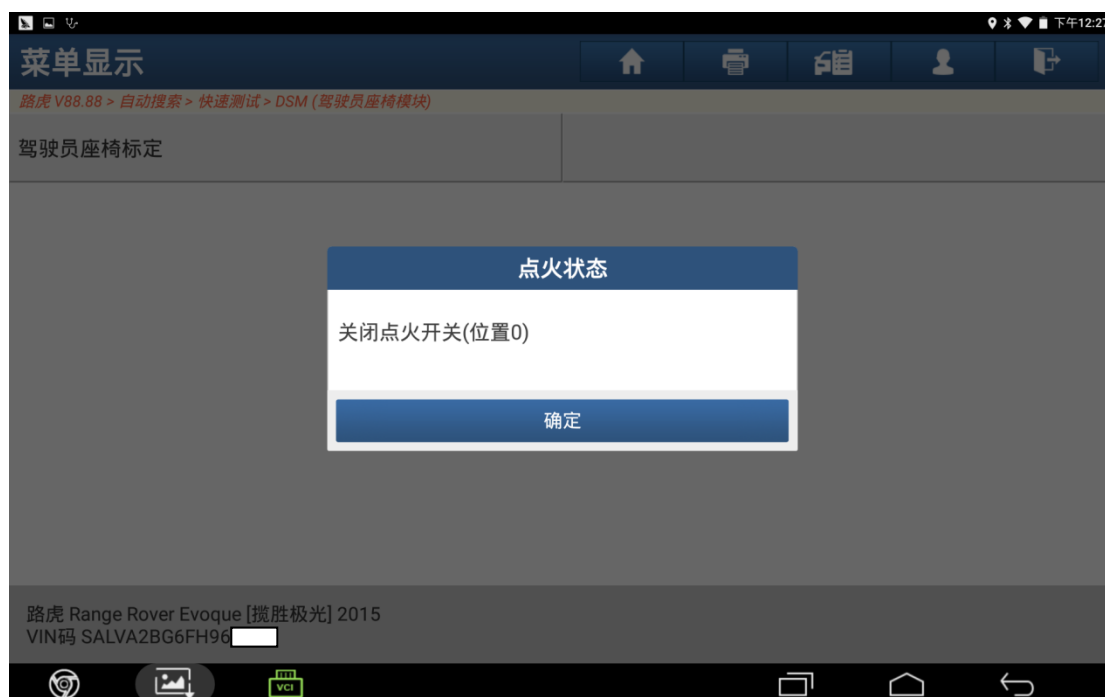 下午12:27
菜单显示
路虎 V88.88 > 自动搜索 > 快速测试 > DSM (驾驶员座椅模块)
驾驶员座椅标定
点火状态
关闭点火开关(位置0)
确定
路虎 Range Rover Evoque [揽胜极光] 2015
VIN码 SALVA2BG6FH96
VCI